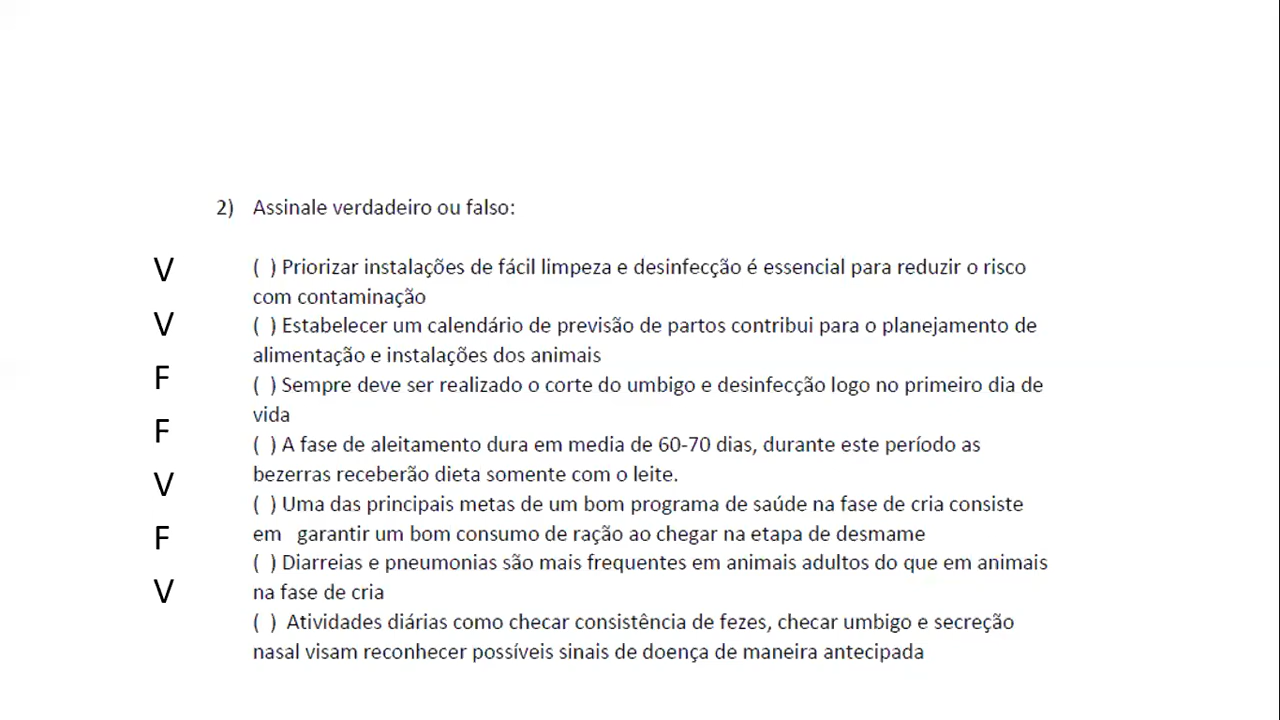 2) Assinale verdadeiro ou falso:
V ( ) Priorizar instalações de fácil limpeza e desinfecção é essencial para reduzir o risco
com contaminação
V ( ) Estabelecer um calendário de previsão de partos contribui para o planejamento de
alimentação e instalações dos animais
F ( ) Sempre deve ser realizado o corte do umbigo e desinfecção logo no primeiro dia de
vida
F ( ) A fase de aleitamento dura em media de 60-70 dias, durante este período as
bezerras receberão dieta somente com o leite.
V ( ) Uma das principais metas de um bom programa de saúde na fase de cria consiste
em garantir um bom consumo de ração ao chegar na etapa de desmame
F ( ) Diarreias e pneumonias são mais frequentes em animais adultos do que em animais
na fase de cria
V ( ) Atividades diárias como checar consistência de fezes, checar umbigo e secreção
nasal visam reconhecer possíveis sinais de doença de maneira antecipada